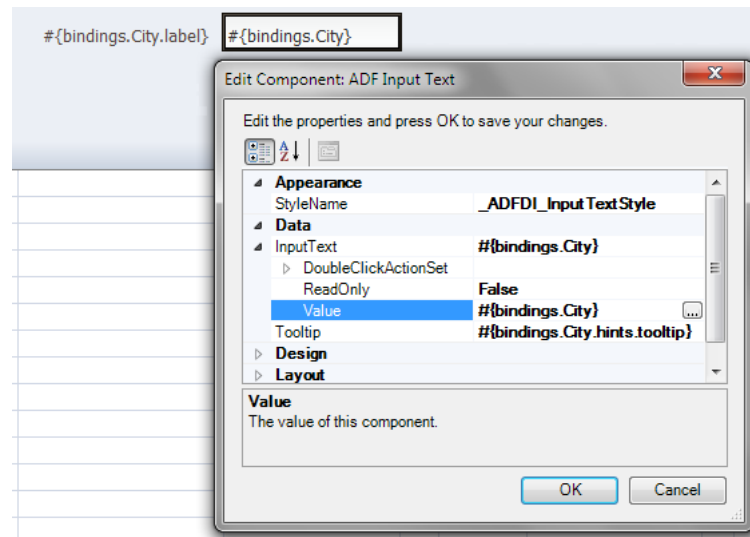 #{bindings.City.label} #{bindings.City}
Edit Component: ADF Input Text
Edit the properties and press OK to save your changes.
Appearance
StyleName _ADFDI_InputTextStyle
Data
InputText #{bindings.City}
DoubleClickActionSet
ReadOnly False
Value #{bindings.City} ...
Tooltip #{bindings.City.hints.tooltip}
Design
Layout
Value
The value of this component.
OK Cancel